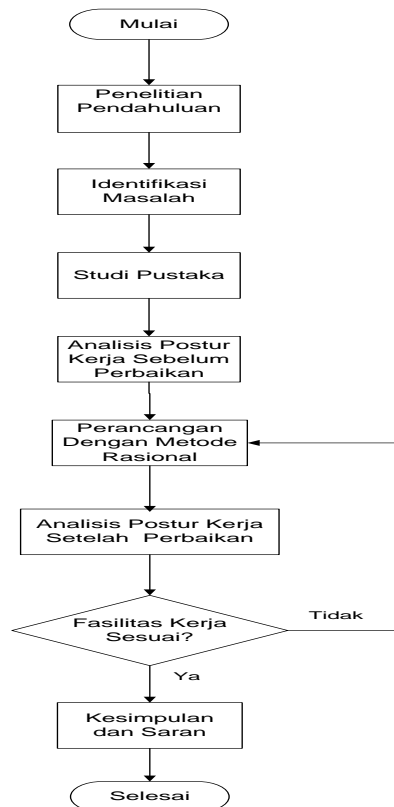 Mulai
Penelitian
Pendahuluan
Identifikasi
Masalah
Studi Pustaka
Analisis Postur
Kerja Sebelum
Perbaikan
Perancangan
Dengan Metode
Rasional
Analisis Postur Kerja
Setelah Perbaikan
Fasilitas Kerja
Sesuai?
Tidak
Ya
Kesimpulan
dan Saran
Selesai